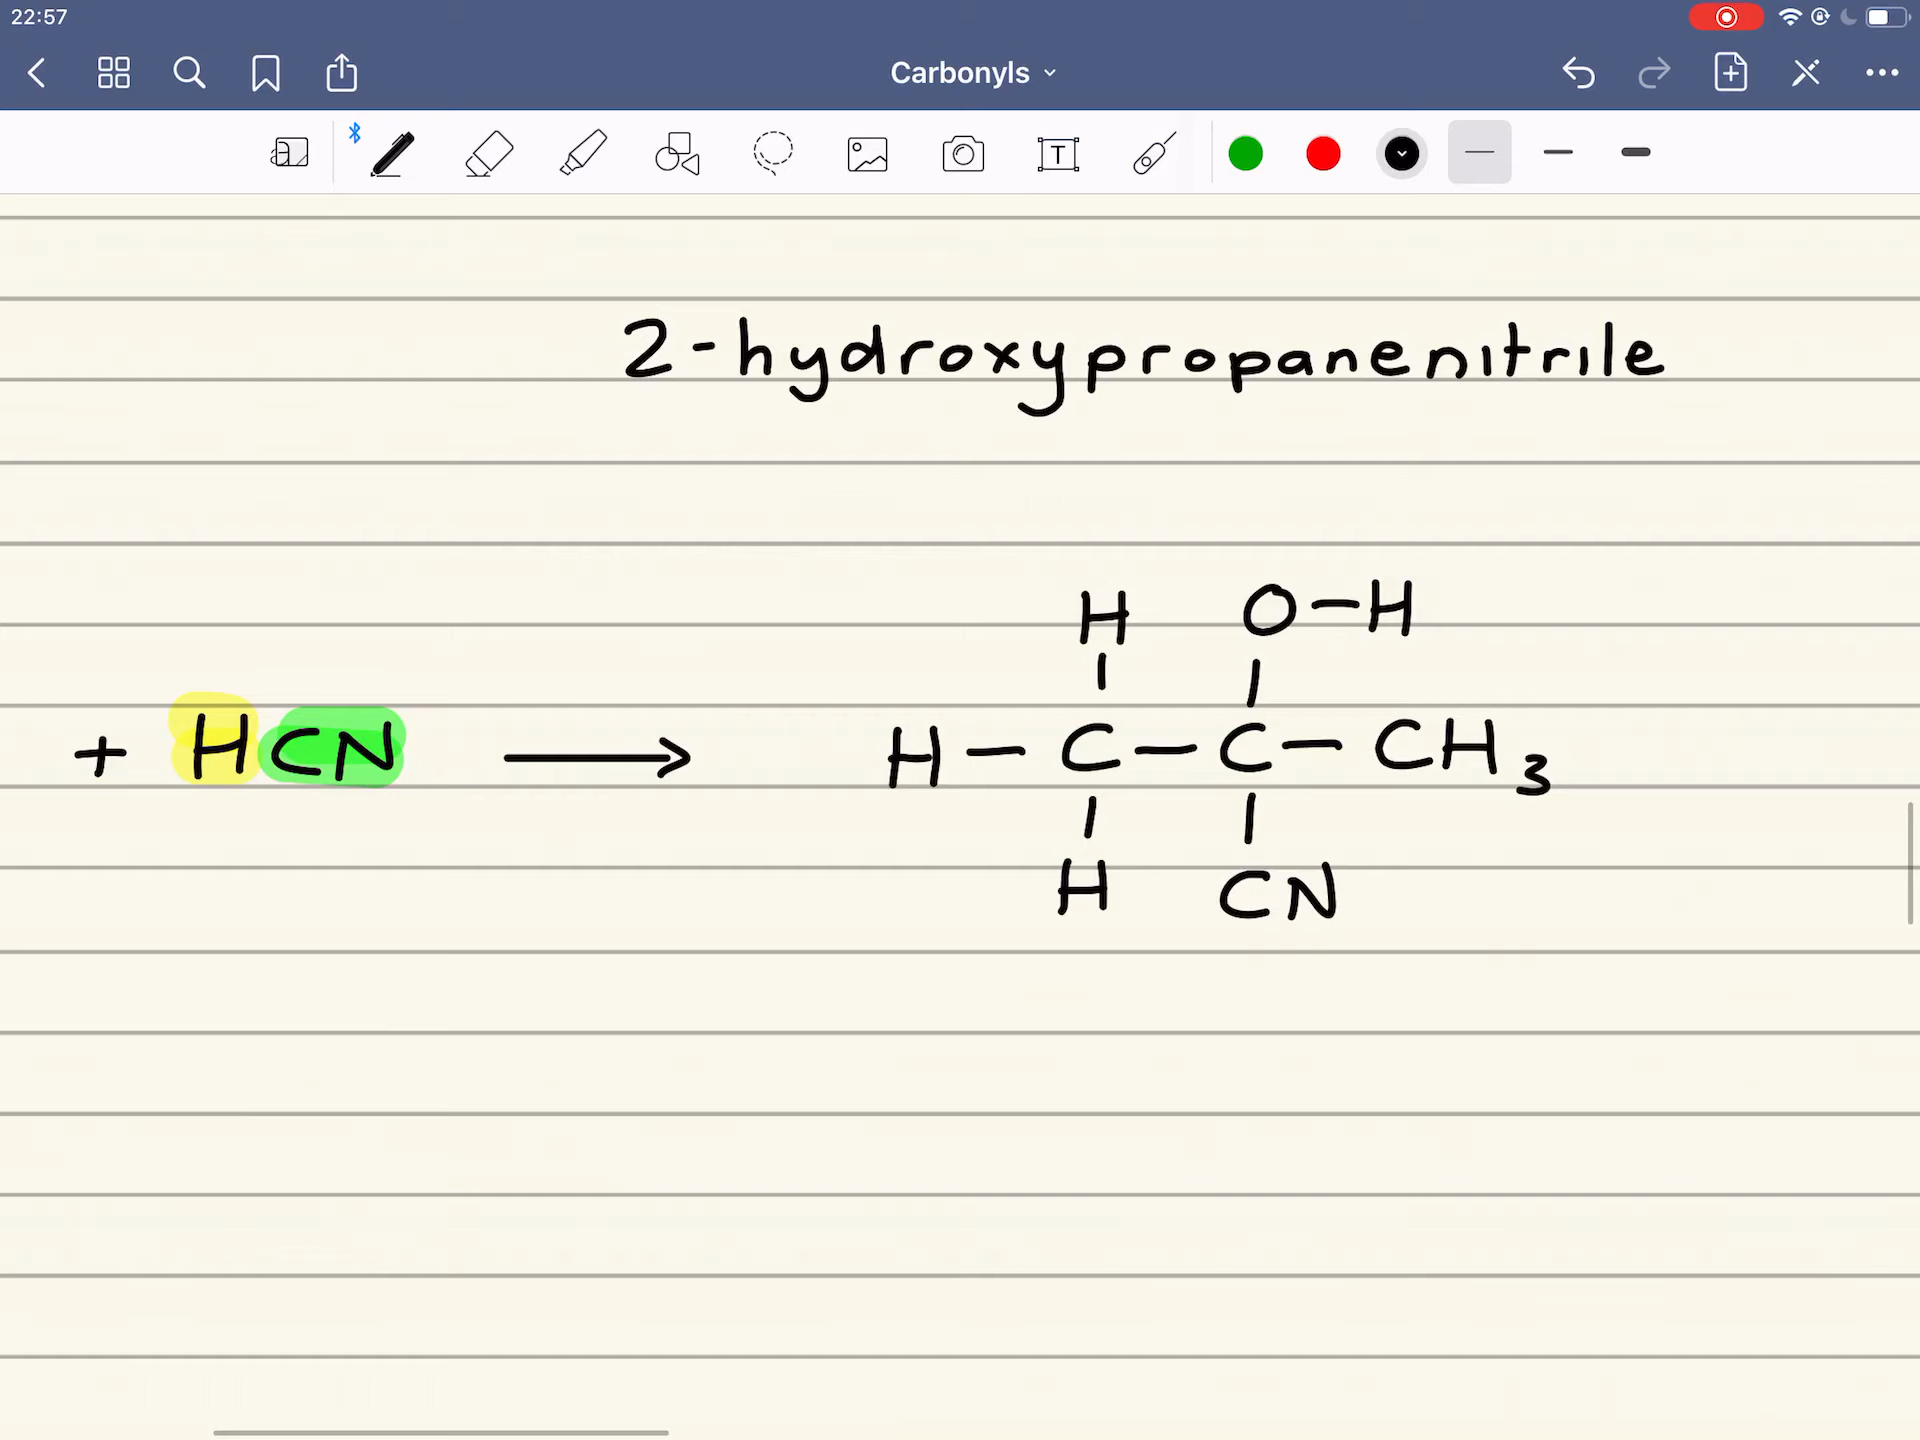 22:57
Carbonyls
2-hydroxypropanenitrile
H O-H
+ HCN → H-C-C-CH3
H CN